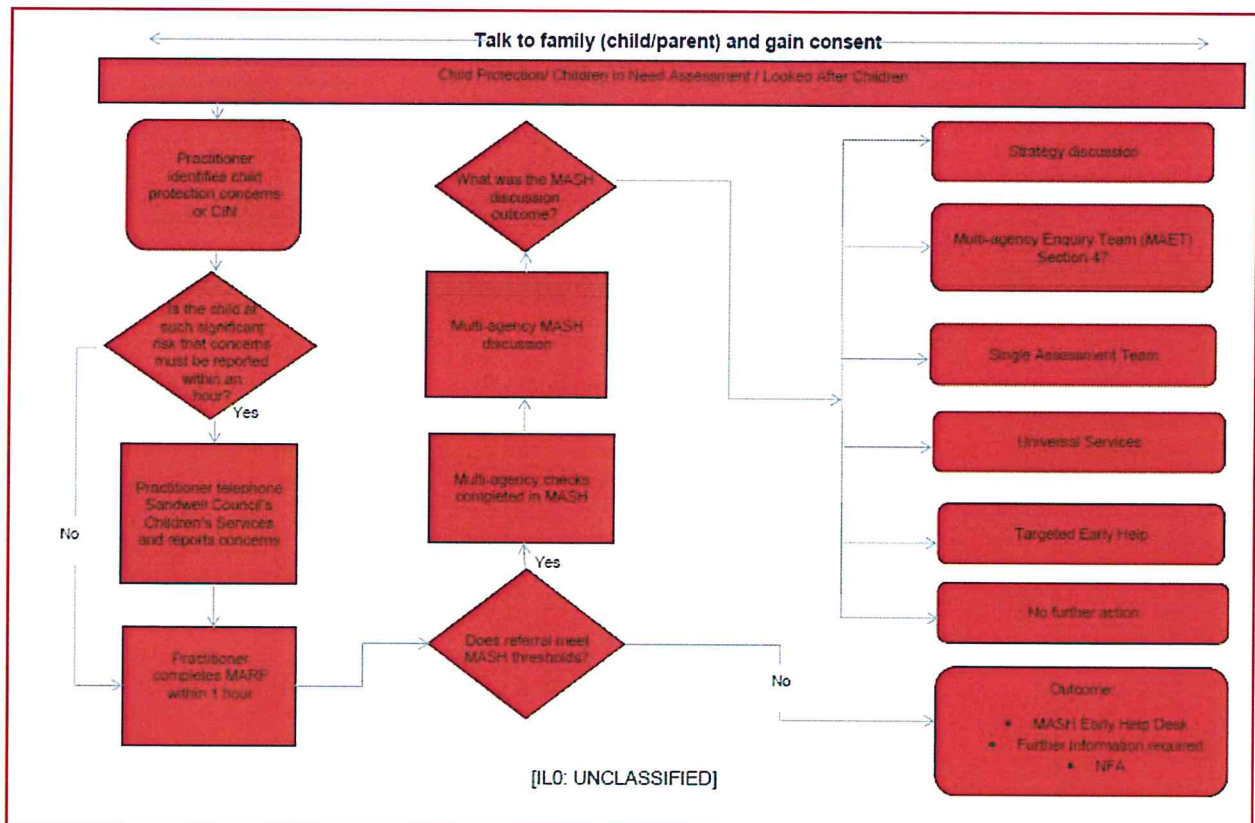 Talk to family (child/parent) and gain consent
Child Protection/ Children in Need Assessment / Looked After Children
Practitioner
identifies child
protection concerns
or CIN
Is the child at
such significant
risk that concerns
must be reported
within an
hour?
Yes
No
Practitioner telephone
Sandwell Council's
Children's Services
and reports concerns
Practitioner
completes MARF
within 1 hour
What was the MASH
discussion
outcome?
Multi-agency MASH
discussion
Multi-agency checks
completed in MASH
Yes
Does referral meet
MASH thresholds?
No
Strategy discussion
Multi-agency Enquiry Team (MAET)
Section 47
Single Assessment Team
Universal Services
Targeted Early Help
No further action
Outcome:
• MASH Early Help Desk
• Further information required
• NFA
[IL0: UNCLASSIFIED]